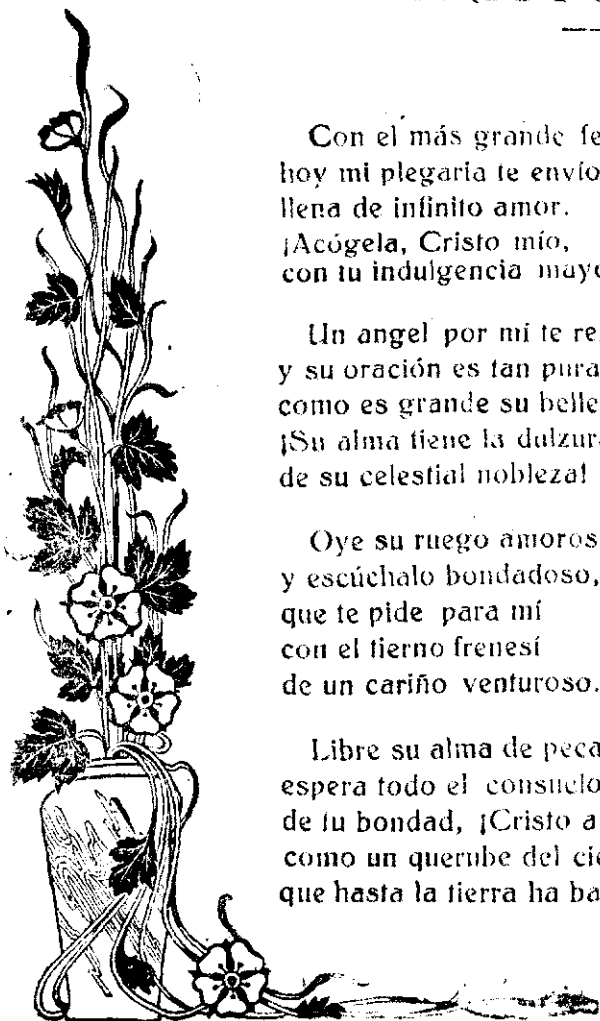 Con el más grande fe
hoy mi plegaria te envío
llena de infinito amor.
¡Acógela, Cristo mío,
con tu indulgencia mayo

Un angel por mí te re
y su oración es tan pura
como es grande su belle
¡Su alma tiene la dulzura
de su celestial nobleza!

Oye su ruego amoros
y escúchalo bondadoso,
que te pide para mí
con el tierno frenesí
de un cariño venturoso.

Libre su alma de peca
espera todo el consuelo
de tu bondad, ¡Cristo a
como un querube del cie
que hasta la tierra ha ba